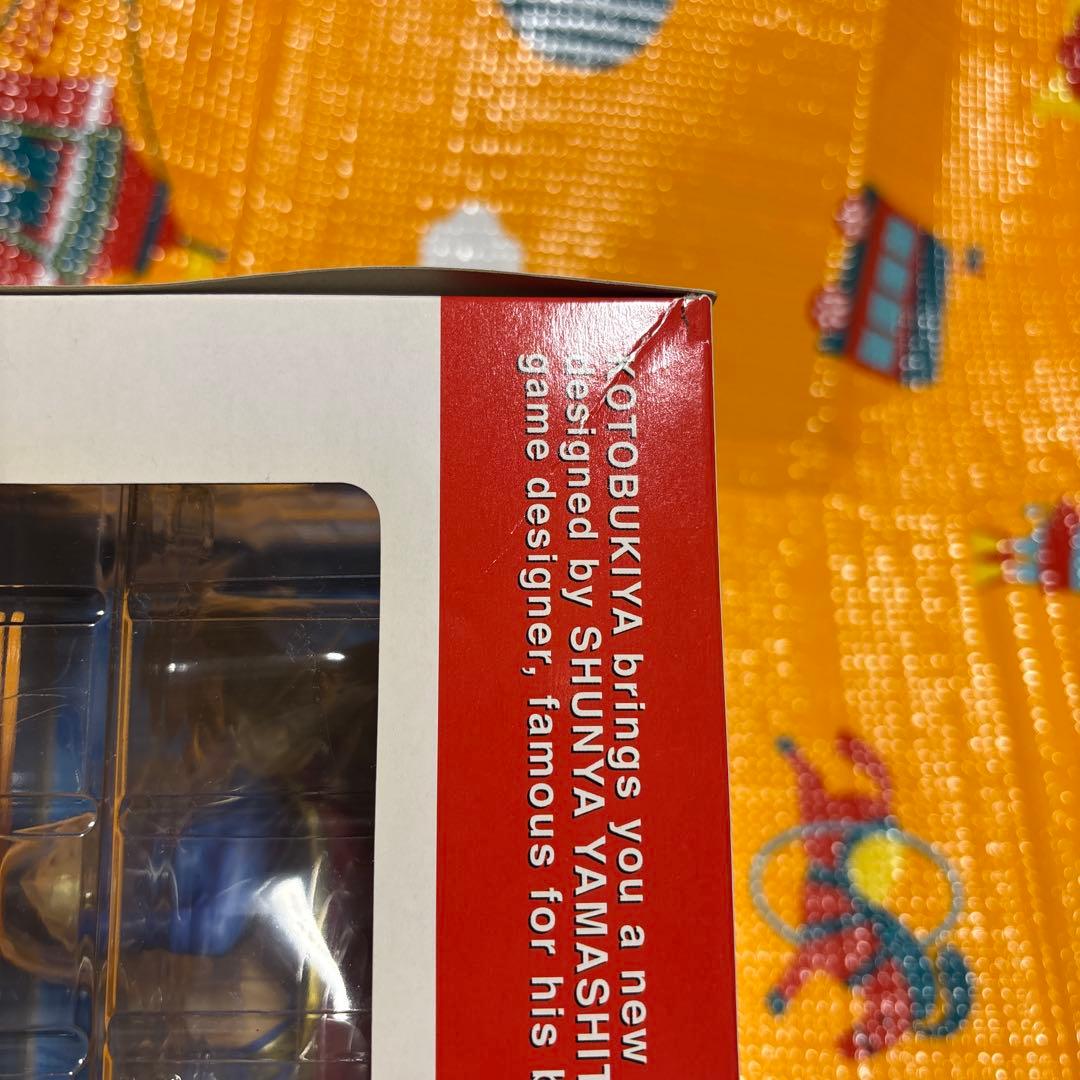 KOTOBUKIYA brings you a new
designed by SHUNYA YAMASHIT
game designer, famous for his